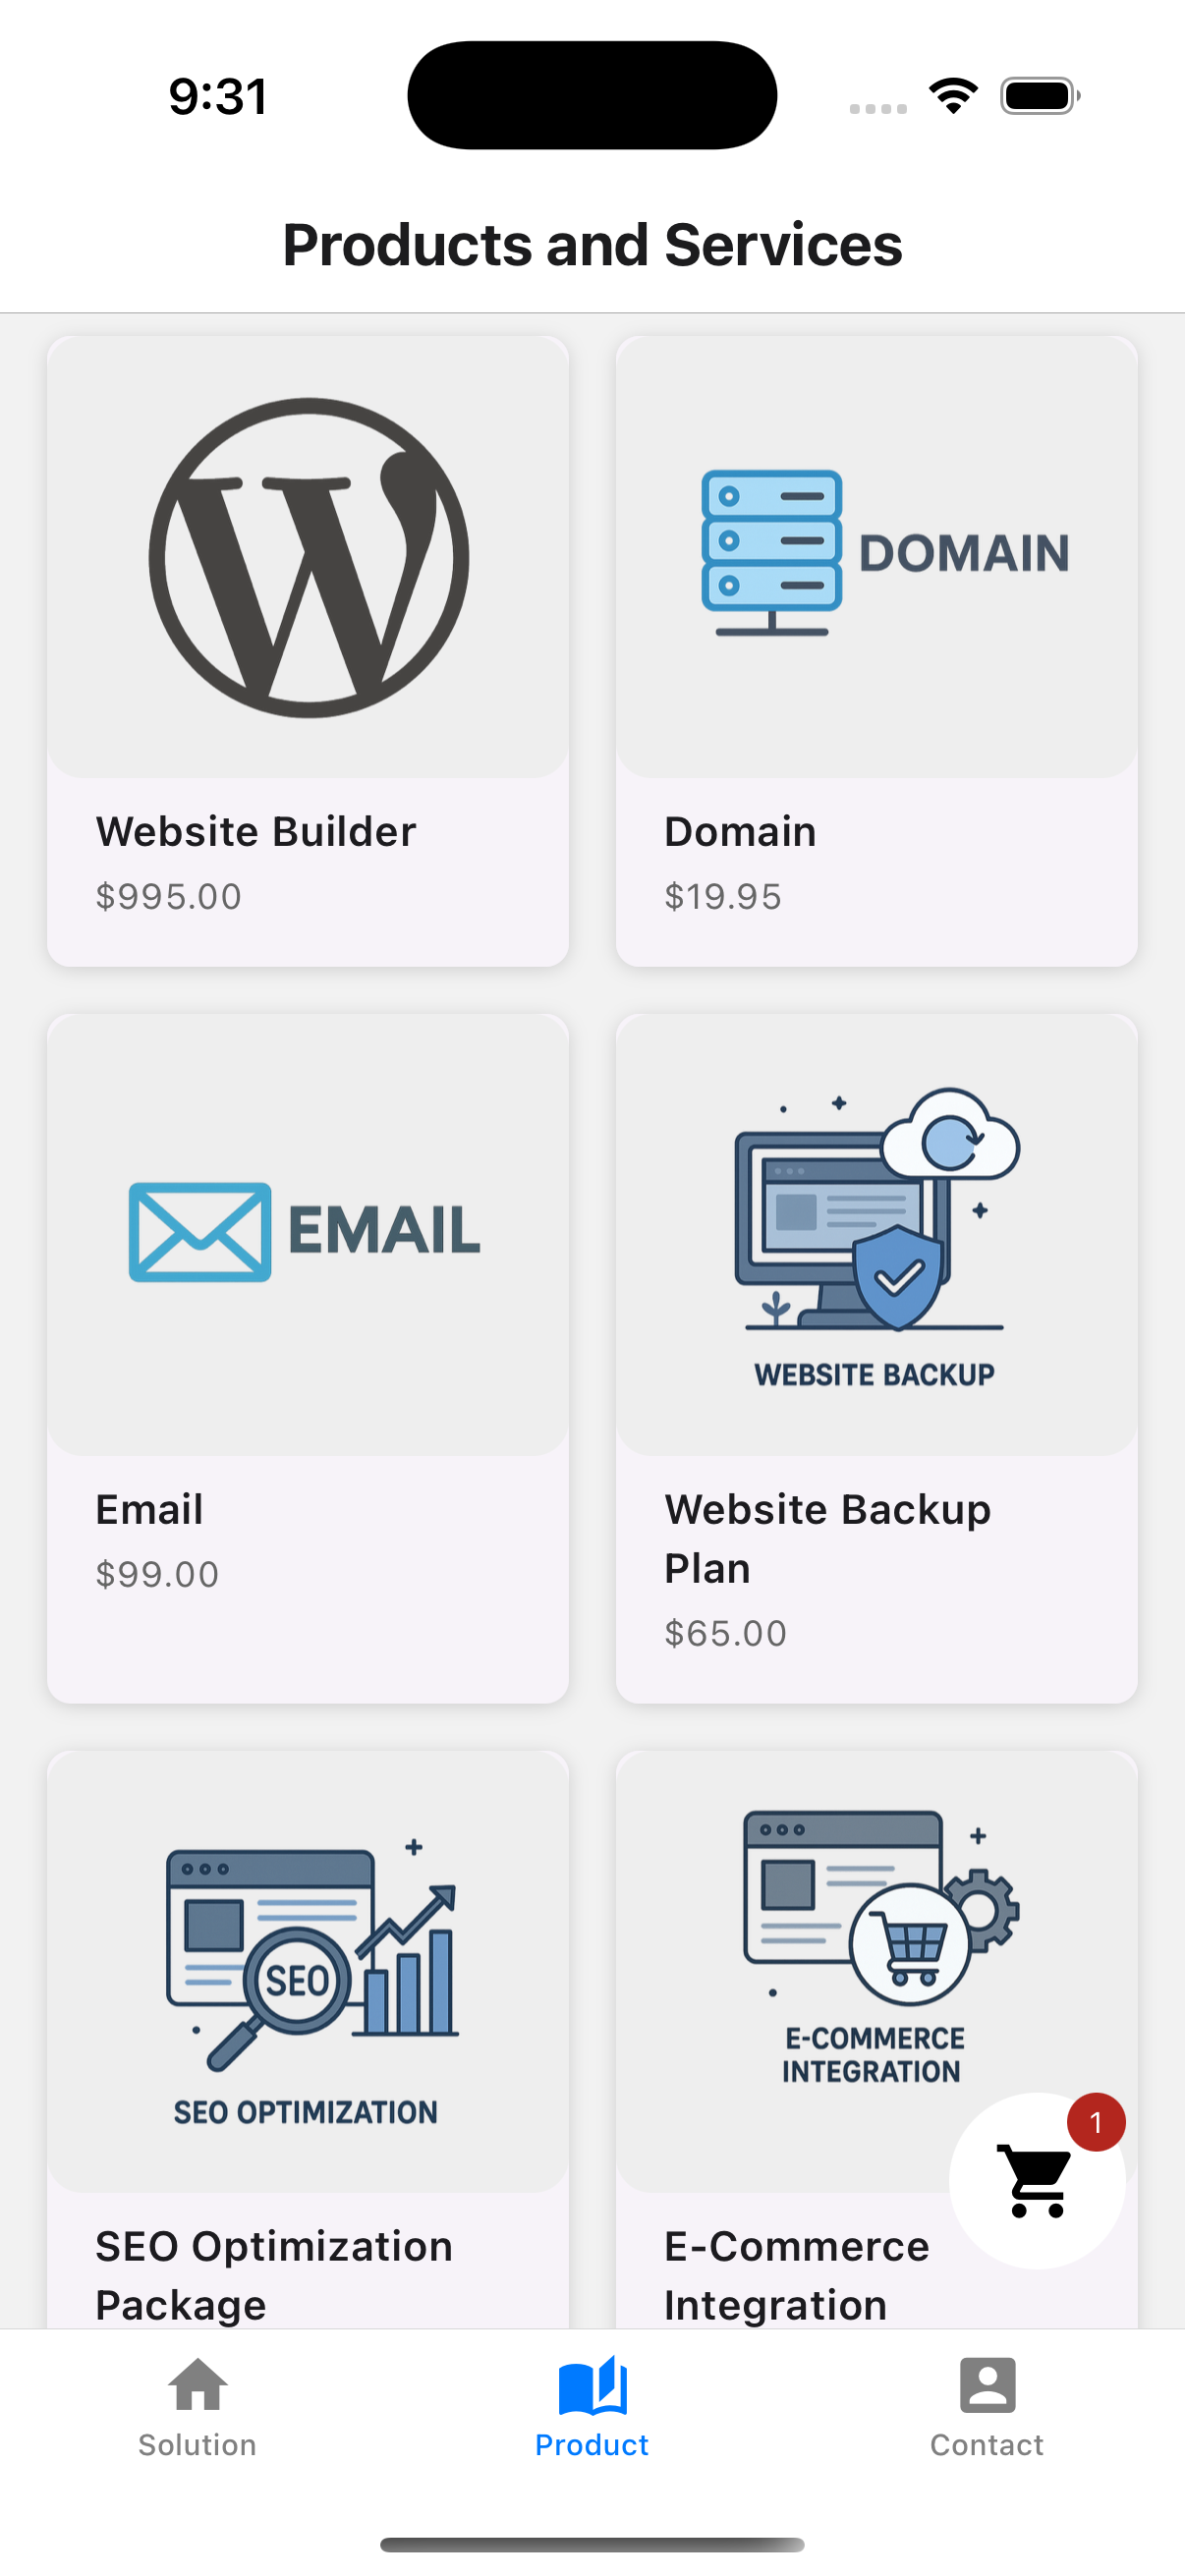 9:31
Products and Services
DOMAIN
Website Builder
$995.00
Domain
$19.95
EMAIL
WEBSITE BACKUP
Email
$99.00
Website Backup
Plan
$65.00
SEO
SEO OPTIMIZATION
E-COMMERCE
INTEGRATION
1
SEO Optimization
Package
E-Commerce
Integration
Solution
Product
Contact